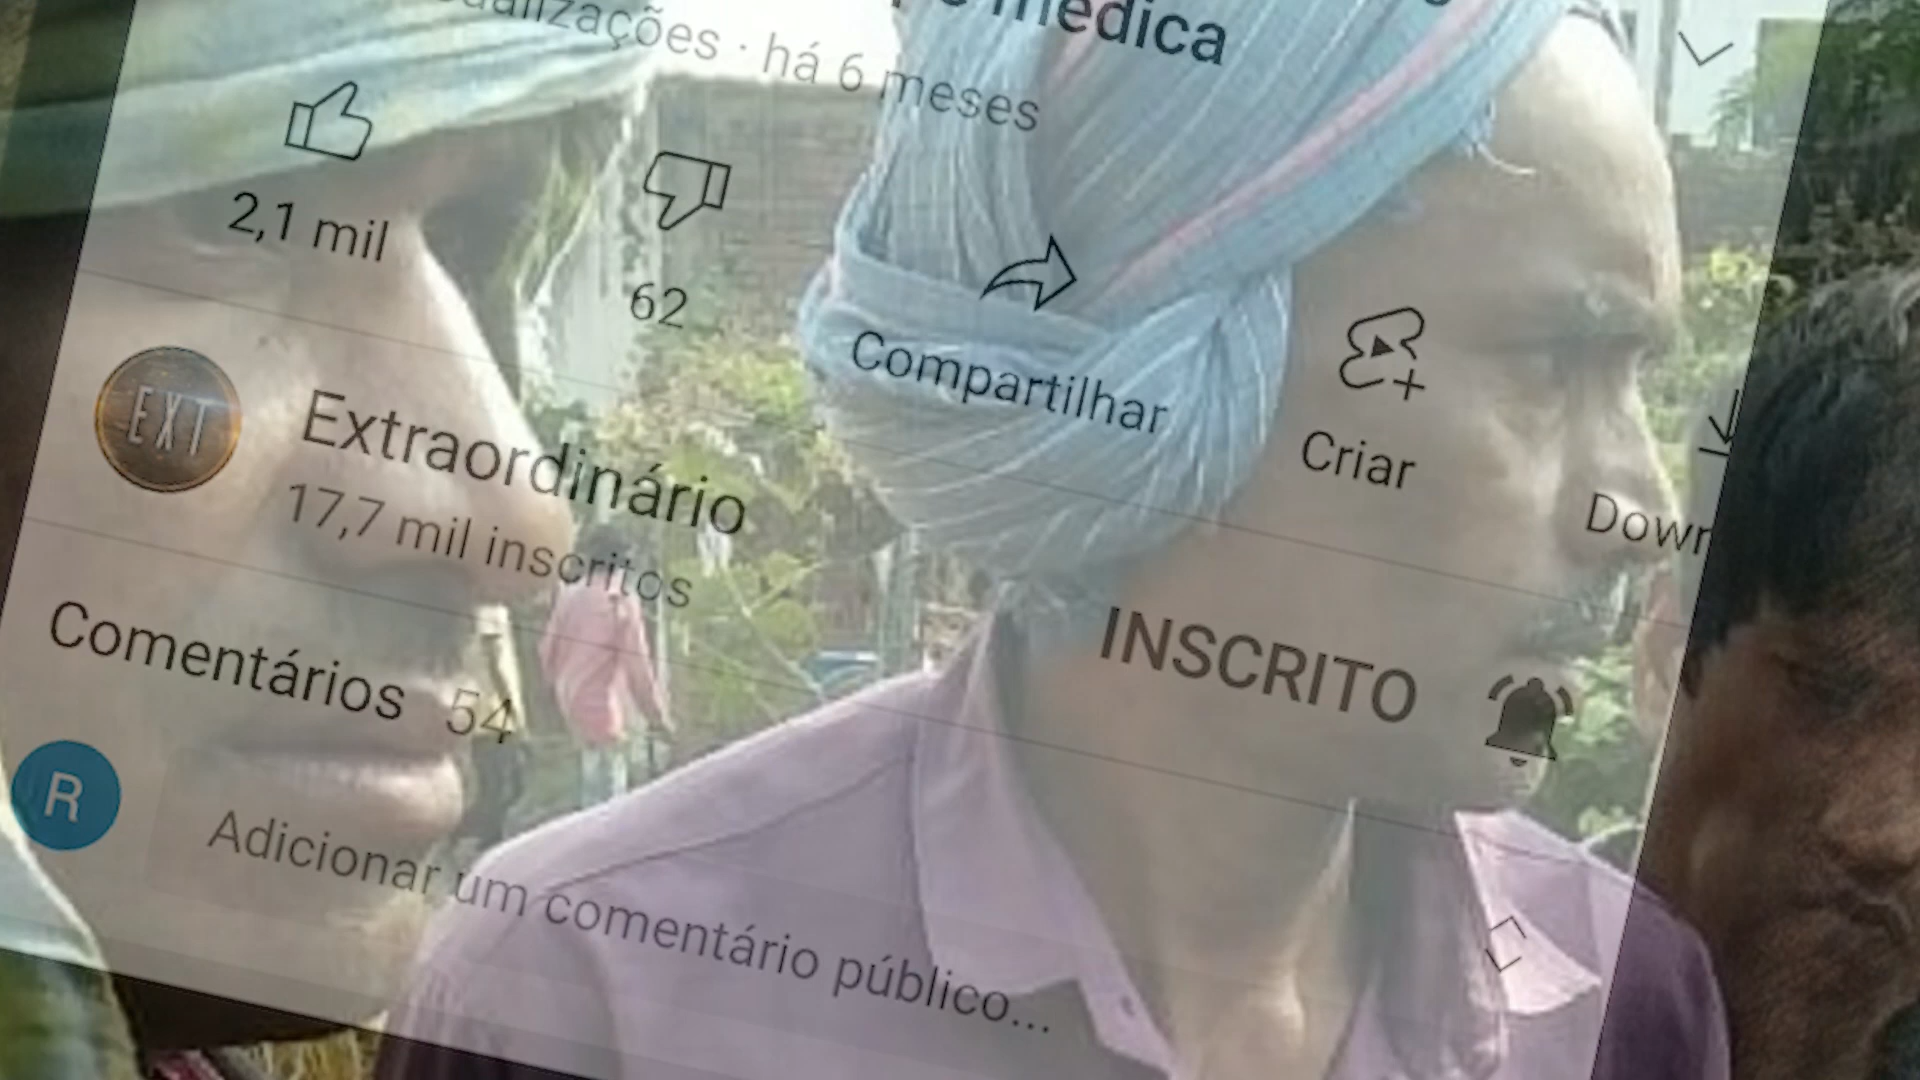 médica
· há 6 meses
2,1 mil
62
Compartilhar
Criar
EXT
Extraordinário
17,7 mil inscritos
INSCRITO
Comentários 54
R
Adicionar um comentário público...